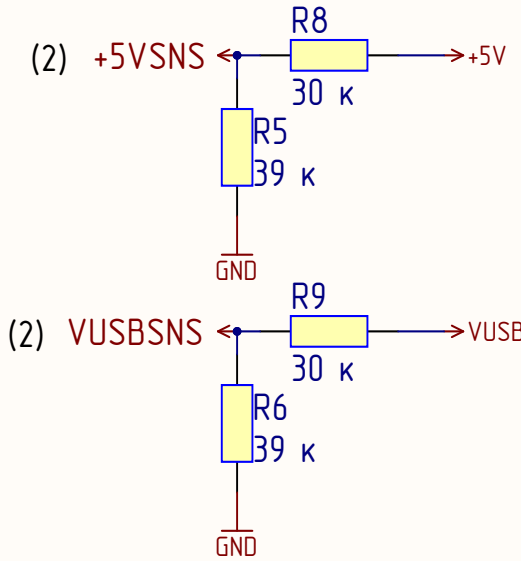 R8
(2) +5VSNS +5V
30 к
R5
39 к
GND
R9
(2) VUSBSNS VUSB
30 к
R6
39 к
GND